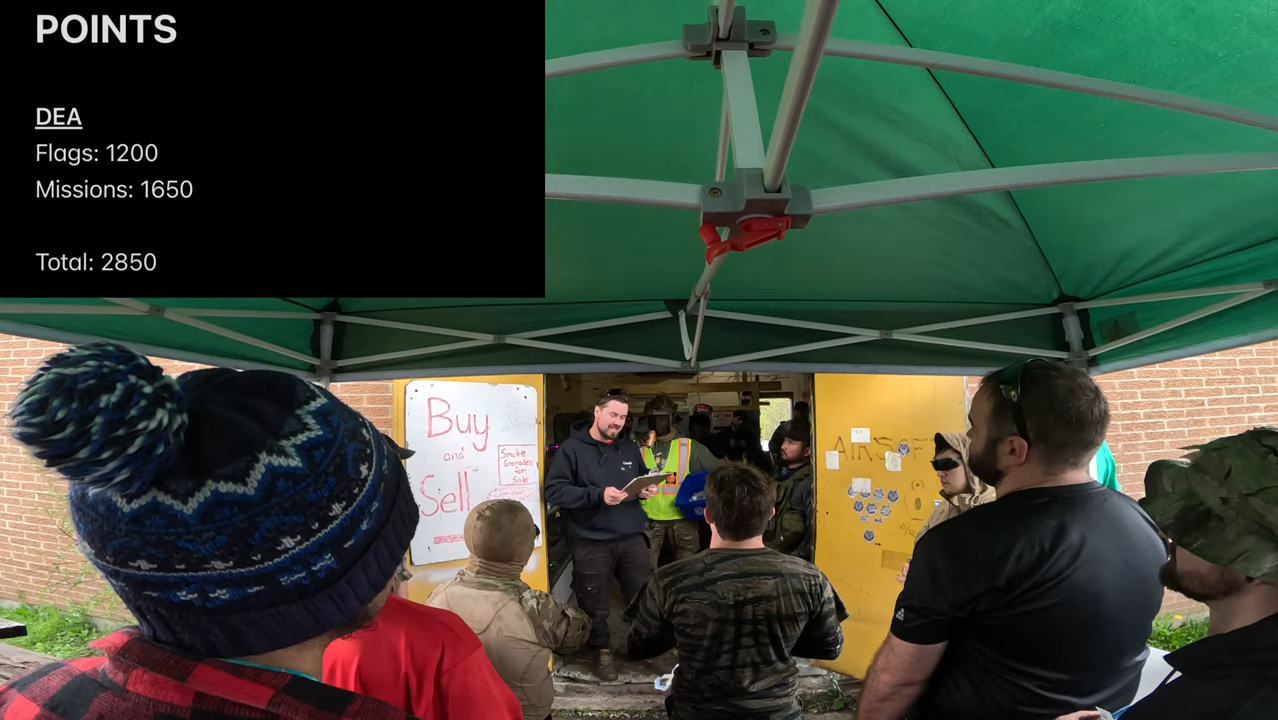 POINTS
DEA
Flags: 1200
Missions: 1650
Total: 2850
Buy
and
Sell
Smoke
Grenades
for
Sale
AIRSOF